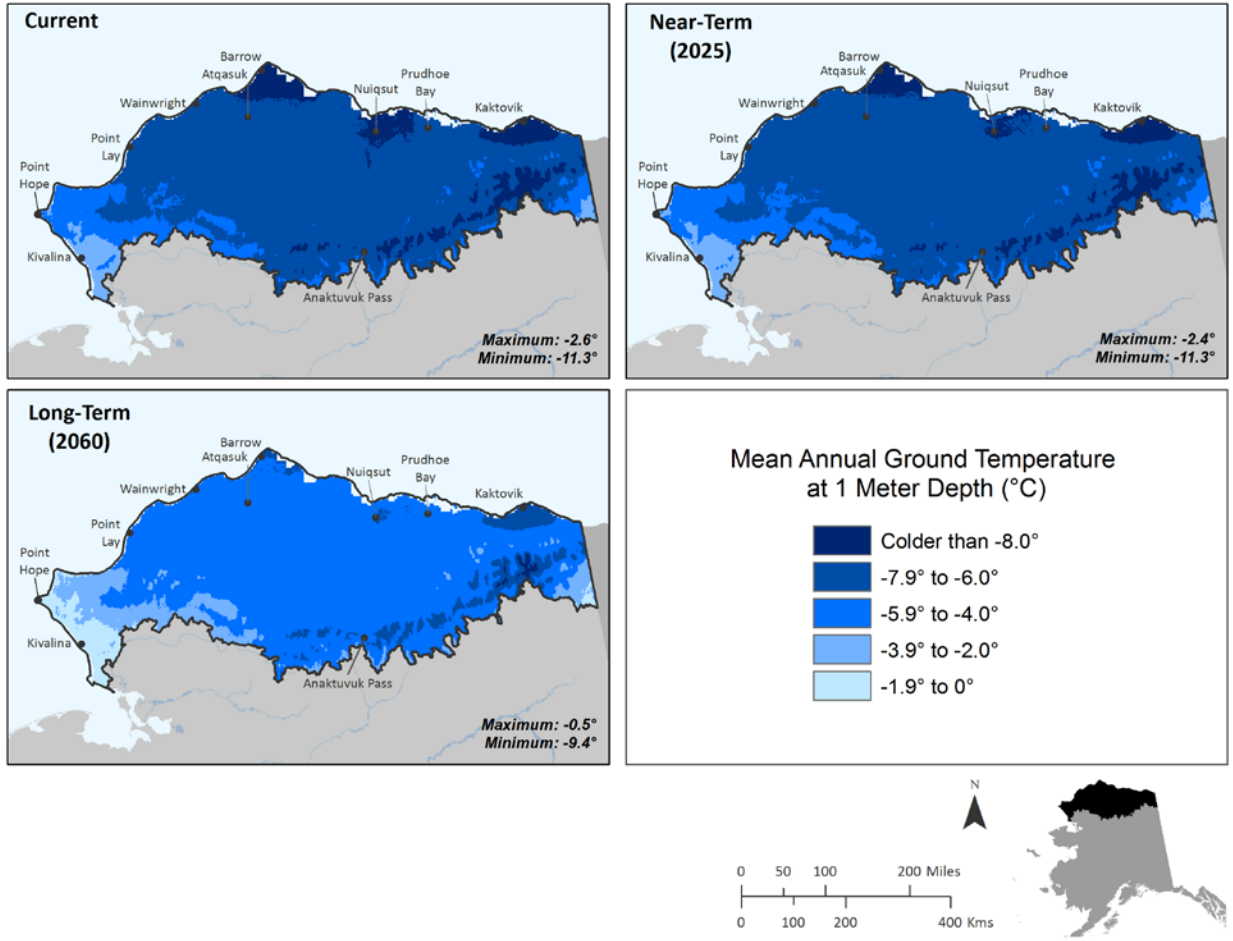 Current
Barrow
Atqasuk
Wainwright
Nuiqsut
Prudhoe
Bay
Kaktovik
Point
Lay
Point
Hope
Kivalina
Anaktuvuk Pass
Maximum: -2.6°
Minimum: -11.3°
Near-Term
(2025)
Barrow
Atqasuk
Wainwright
Nuiqsut
Prudhoe
Bay
Kaktovik
Point
Lay
Point
Hope
Kivalina
Anaktuvuk Pass
Maximum: -2.4°
Minimum: -11.3°
Long-Term
(2060)
Barrow
Atqasuk
Wainwright
Nuiqsut
Prudhoe
Bay
Kaktovik
Point
Lay
Point
Hope
Kivalina
Anaktuvuk Pass
Maximum: -0.5°
Minimum: -9.4°
Mean Annual Ground Temperature
at 1 Meter Depth (°C)
Colder than -8.0°
-7.9° to -6.0°
-5.9° to -4.0°
-3.9° to -2.0°
-1.9° to 0°
N
0 50 100 200 Miles
0 100 200 400 Kms